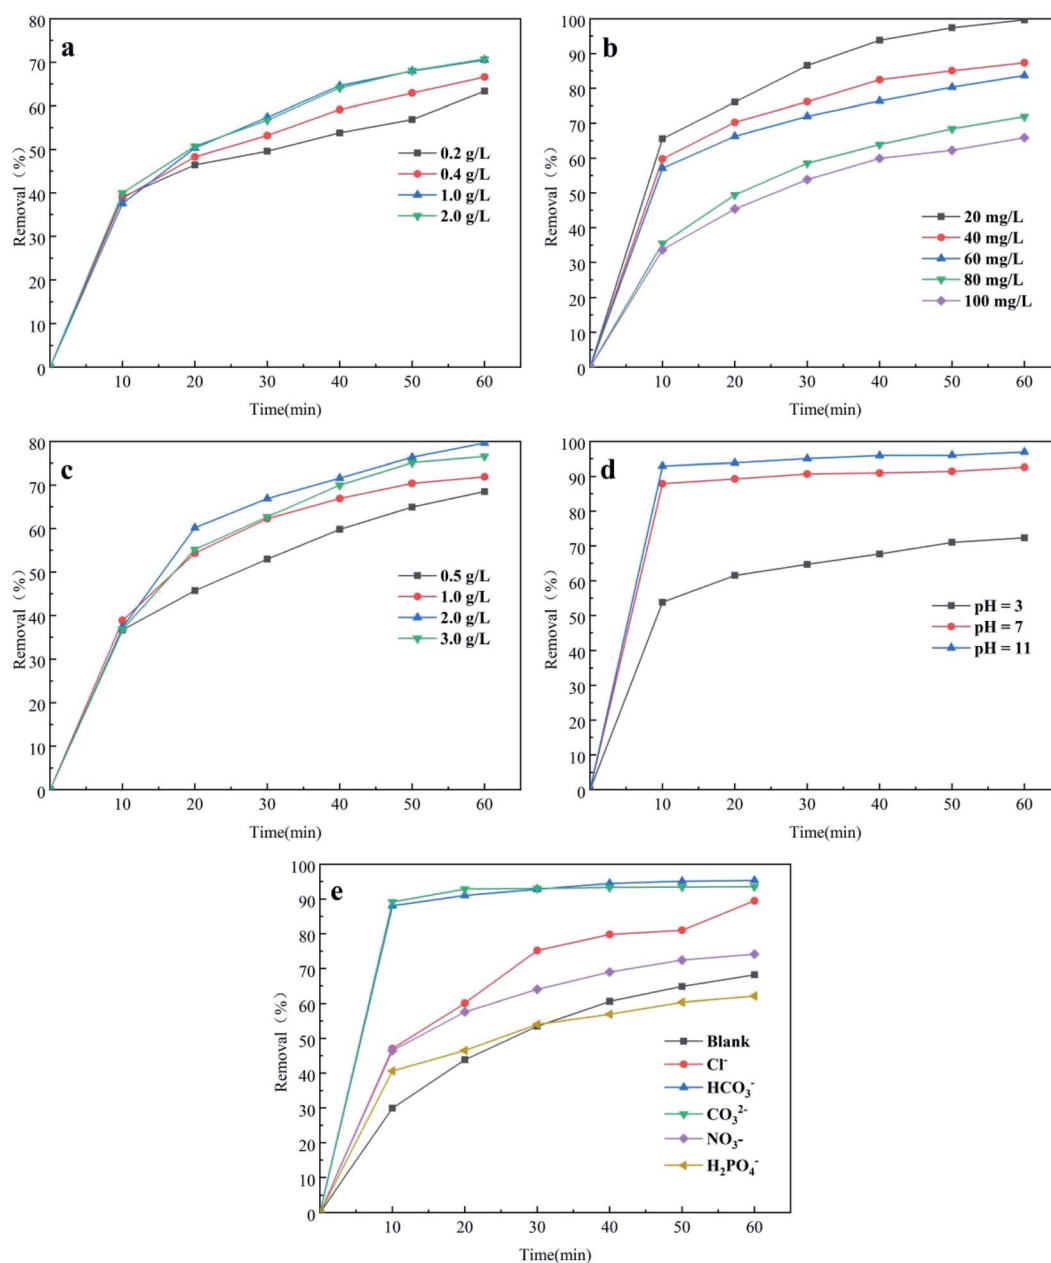 a
80
70
60
50
40
30
20
10
0
Removal（%）
0.2 g/L
0.4 g/L
1.0 g/L
2.0 g/L
10 20 30 40 50 60
Time(min)
b
100
90
80
70
60
50
40
30
20
10
0
Removal（%）
20 mg/L
40 mg/L
60 mg/L
80 mg/L
100 mg/L
10 20 30 40 50 60
Time(min)
c
80
70
60
50
40
30
20
10
0
Removal（%）
0.5 g/L
1.0 g/L
2.0 g/L
3.0 g/L
10 20 30 40 50 60
Time(min)
d
100
90
80
70
60
50
40
30
20
10
0
Removal（%）
pH = 3
pH = 7
pH = 11
10 20 30 40 50 60
Time(min)
e
100
90
80
70
60
50
40
30
20
10
0
Removal（%）
Blank
Cl⁻
HCO₃⁻
CO₃²⁻
NO₃-
H₂PO₄⁻
10 20 30 40 50 60
Time(min)